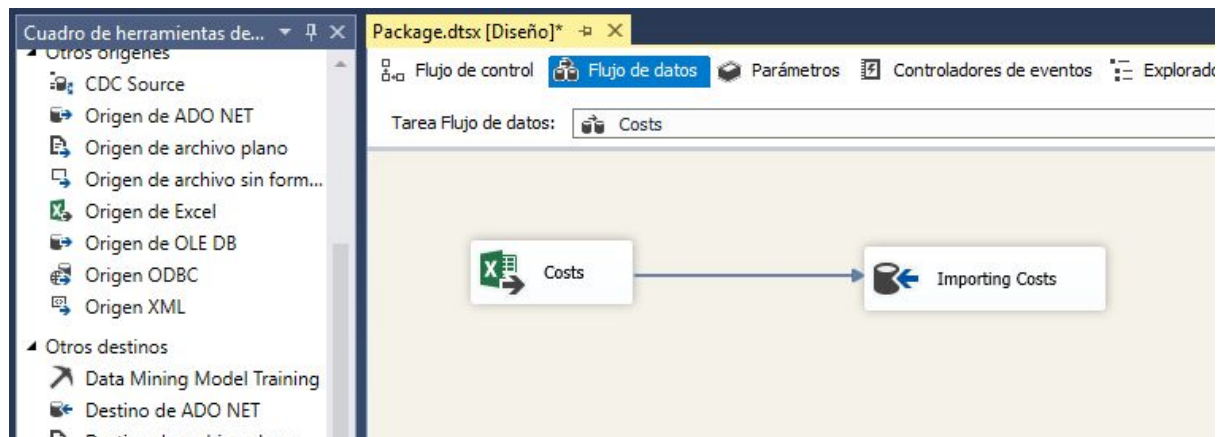 Cuadro de herramientas de...
Otros orígenes
CDC Source
Origen de ADO NET
Origen de archivo plano
Origen de archivo sin form...
Origen de Excel
Origen de OLE DB
Origen ODBC
Origen XML
Otros destinos
Data Mining Model Training
Destino de ADO NET
Package.dtsx [Diseño]*
Flujo de control Flujo de datos Parámetros Controladores de eventos Explorado
Tarea Flujo de datos: Costs
Costs
Importing Costs